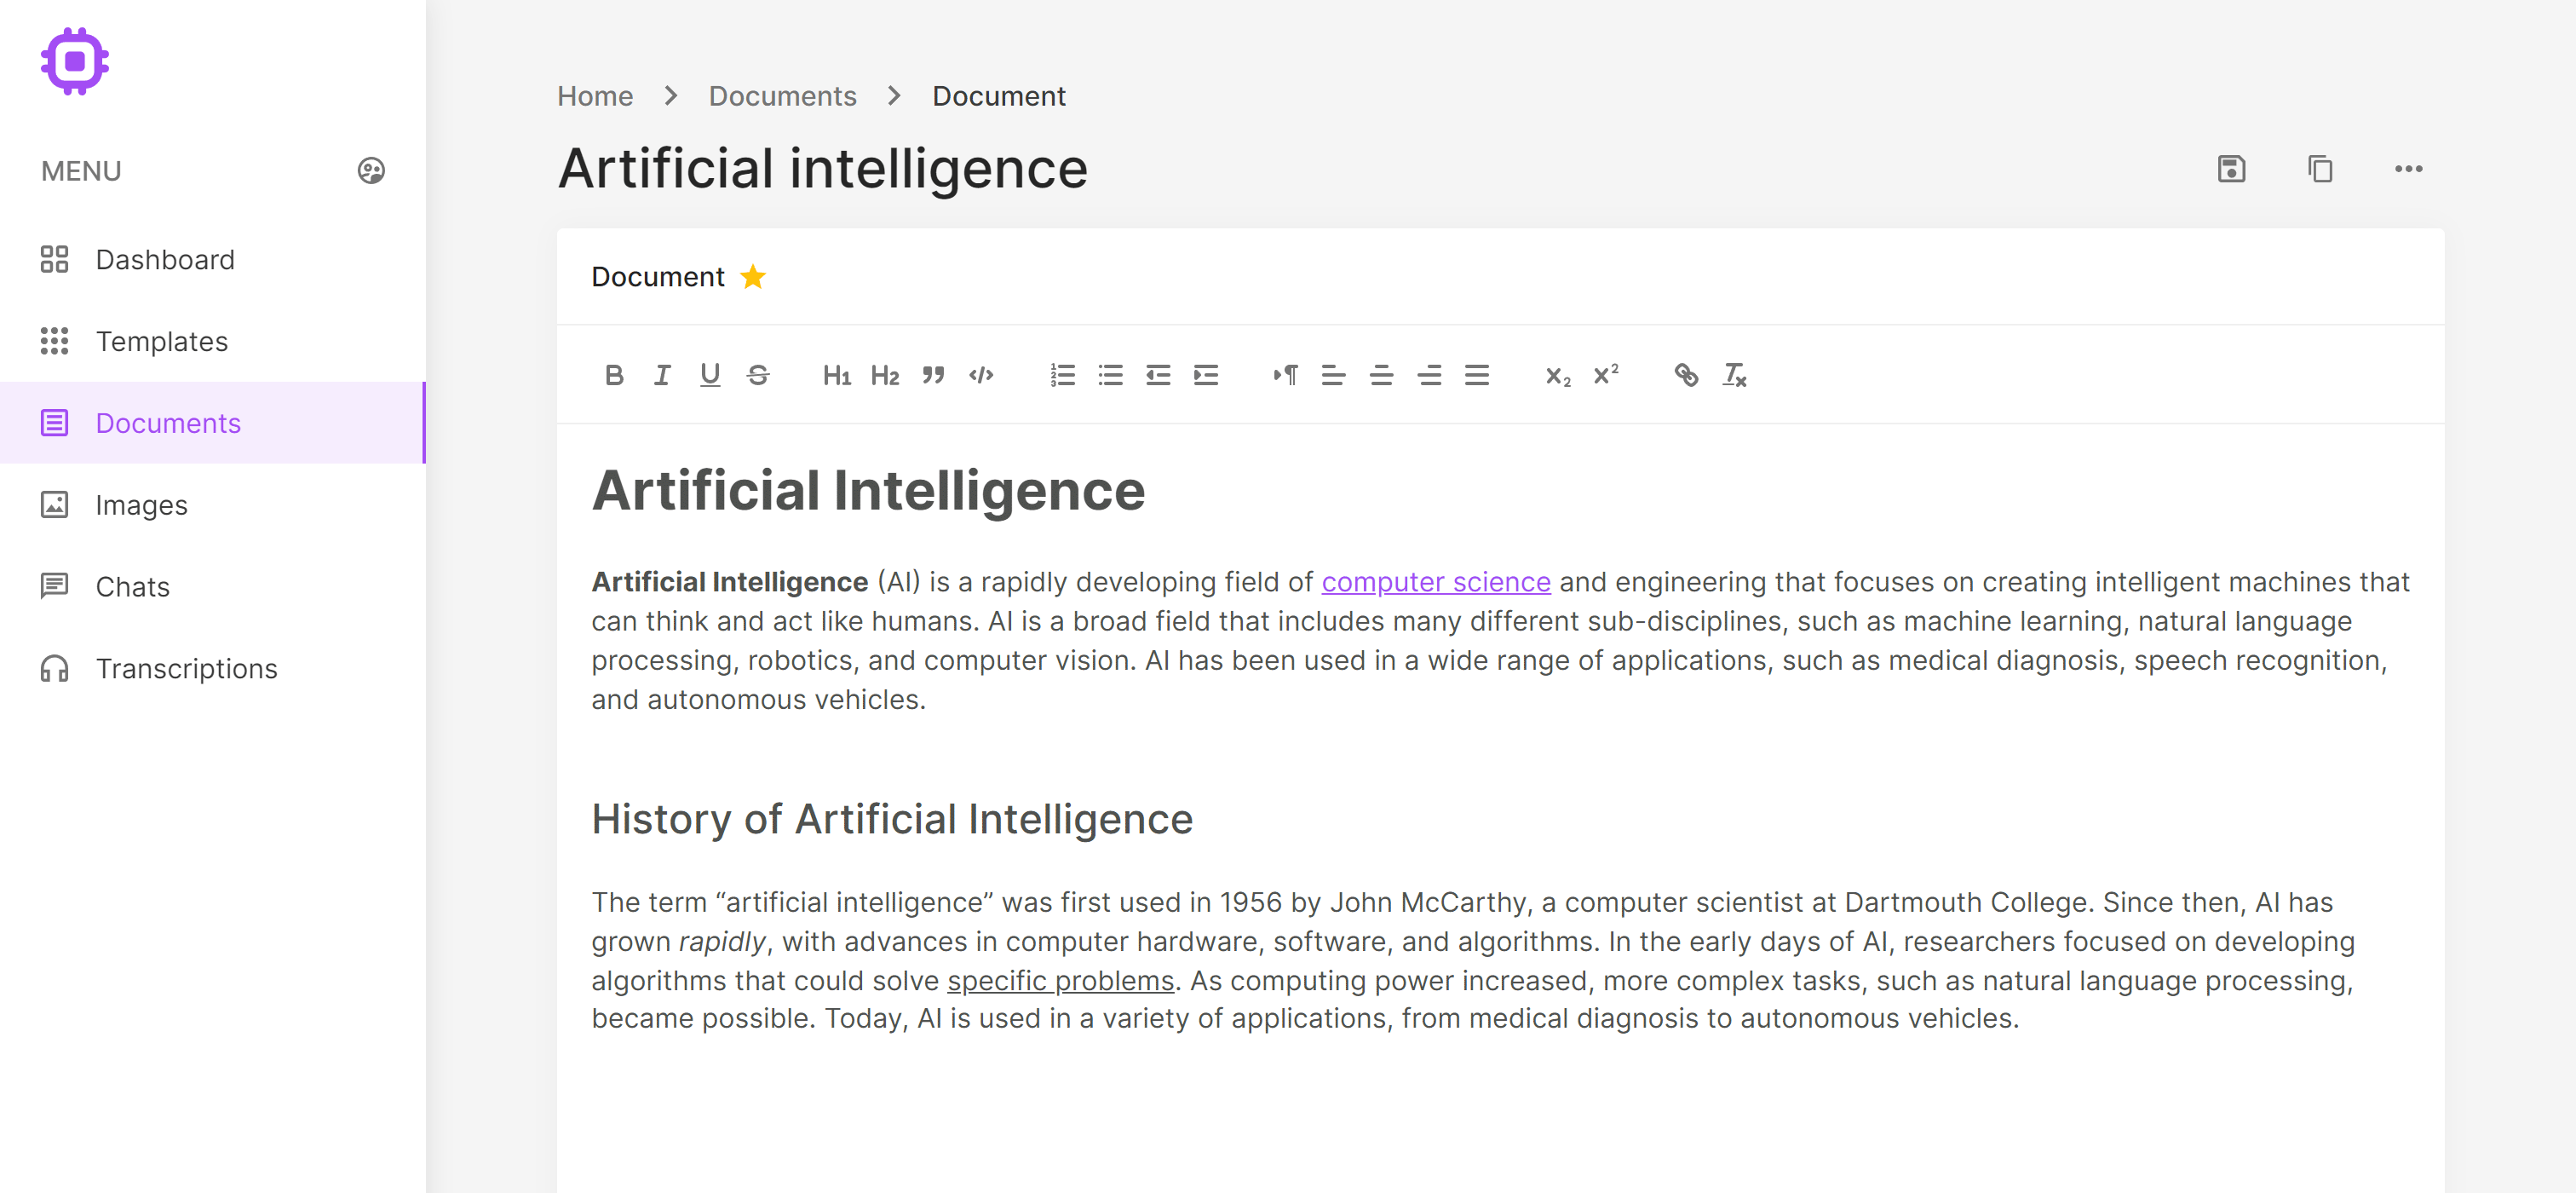 MENU
Dashboard
Templates
Documents
Images
Chats
Transcriptions
Home > Documents > Document
Artificial intelligence
Document
B I U S H1 H2 ” </> ¶ x₂ x² Tx
Artificial Intelligence
Artificial Intelligence (AI) is a rapidly developing field of computer science and engineering that focuses on creating intelligent machines that
can think and act like humans. AI is a broad field that includes many different sub-disciplines, such as machine learning, natural language
processing, robotics, and computer vision. AI has been used in a wide range of applications, such as medical diagnosis, speech recognition,
and autonomous vehicles.
History of Artificial Intelligence
The term “artificial intelligence” was first used in 1956 by John McCarthy, a computer scientist at Dartmouth College. Since then, AI has
grown rapidly, with advances in computer hardware, software, and algorithms. In the early days of AI, researchers focused on developing
algorithms that could solve specific problems. As computing power increased, more complex tasks, such as natural language processing,
became possible. Today, AI is used in a variety of applications, from medical diagnosis to autonomous vehicles.